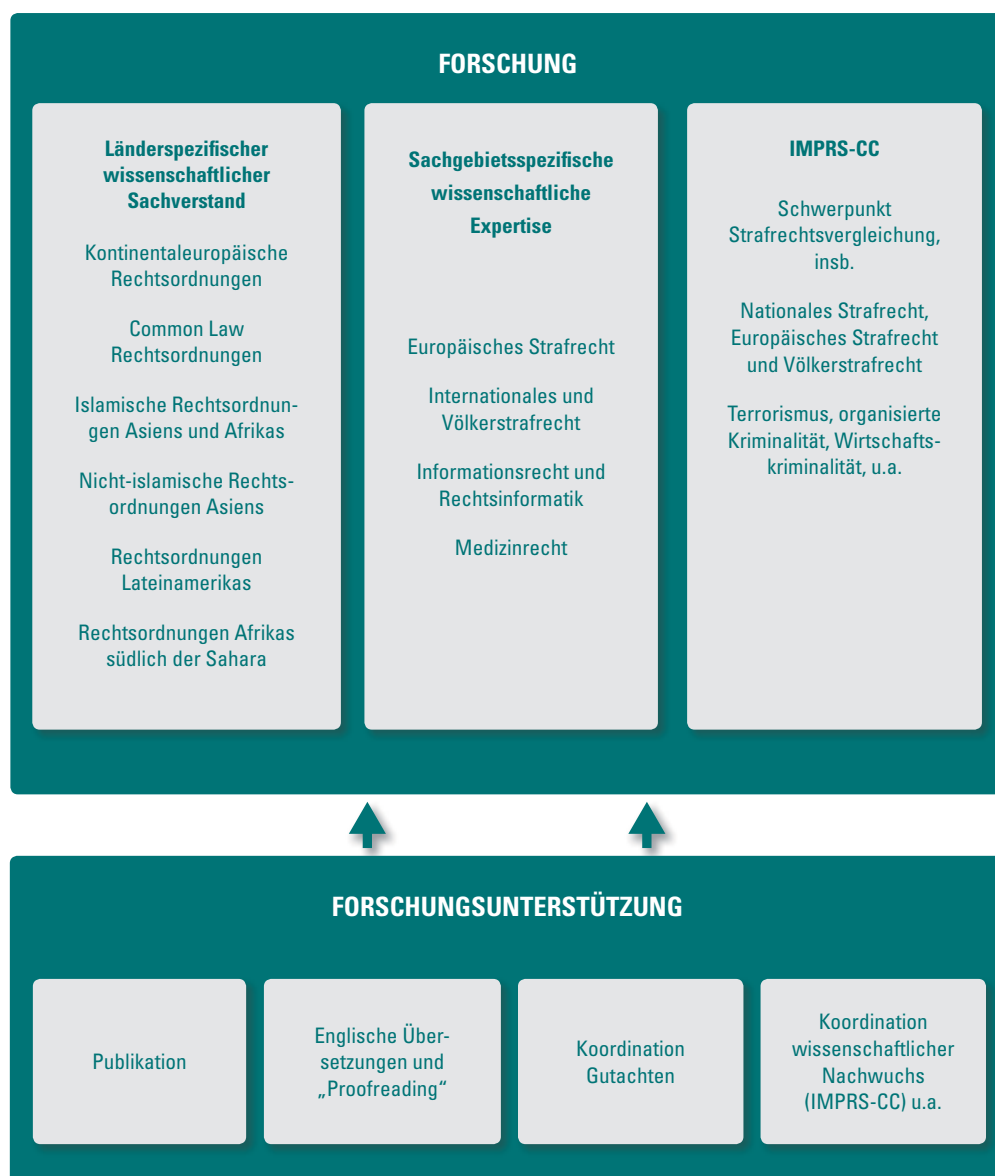 FORSCHUNG
Länderspezifischer
wissenschaftlicher
Sachverstand
Kontinentaleuropäische
Rechtsordnungen
Common Law
Rechtsordnungen
Islamische Rechtsordnun-
gen Asiens und Afrikas
Nicht-islamische Rechts-
ordnungen Asiens
Rechtsordnungen
Lateinamerikas
Rechtsordnungen Afrikas
südlich der Sahara
Sachgebietsspezifische
wissenschaftliche
Expertise
Europäisches Strafrecht
Internationales und
Völkerstrafrecht
Informationsrecht und
Rechtsinformatik
Medizinrecht
IMPRS-CC
Schwerpunkt
Strafrechtsvergleichung,
insb.
Nationales Strafrecht,
Europäisches Strafrecht
und Völkerstrafrecht
Terrorismus, organisierte
Kriminalität, Wirtschafts-
kriminalität, u.a.
FORSCHUNGSUNTERSTÜTZUNG
Publikation
Englische Über-
setzungen und
„Proofreading“
Koordination
Gutachten
Koordination
wissenschaftlicher
Nachwuchs
(IMPRS-CC) u.a.